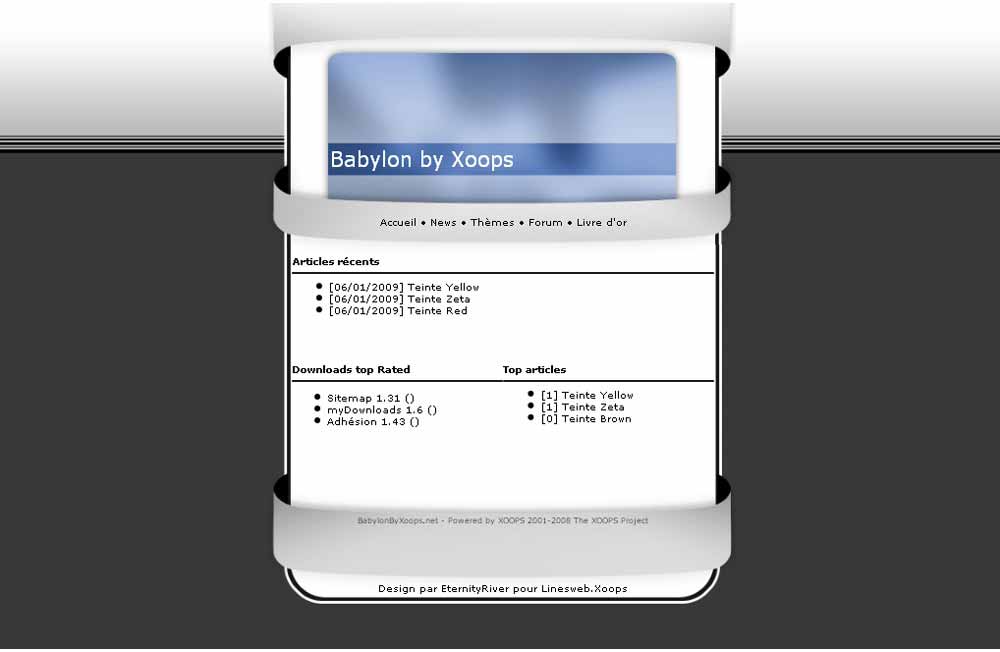 Babylon by Xoops
Accueil • News • Thèmes • Forum • Livre d'or
Articles récents
• [06/01/2009] Teinte Yellow
• [06/01/2009] Teinte Zeta
• [06/01/2009] Teinte Red
Downloads top Rated
• Sitemap 1.31 ()
• myDownloads 1.6 ()
• Adhésion 1.43 ()
Top articles
• [1] Teinte Yellow
• [1] Teinte Zeta
• [0] Teinte Brown
BabylonByXoops.net - Powered by XOOPS 2001-2008 The XOOPS Project
Design par EternityRiver pour Linesweb.Xoops